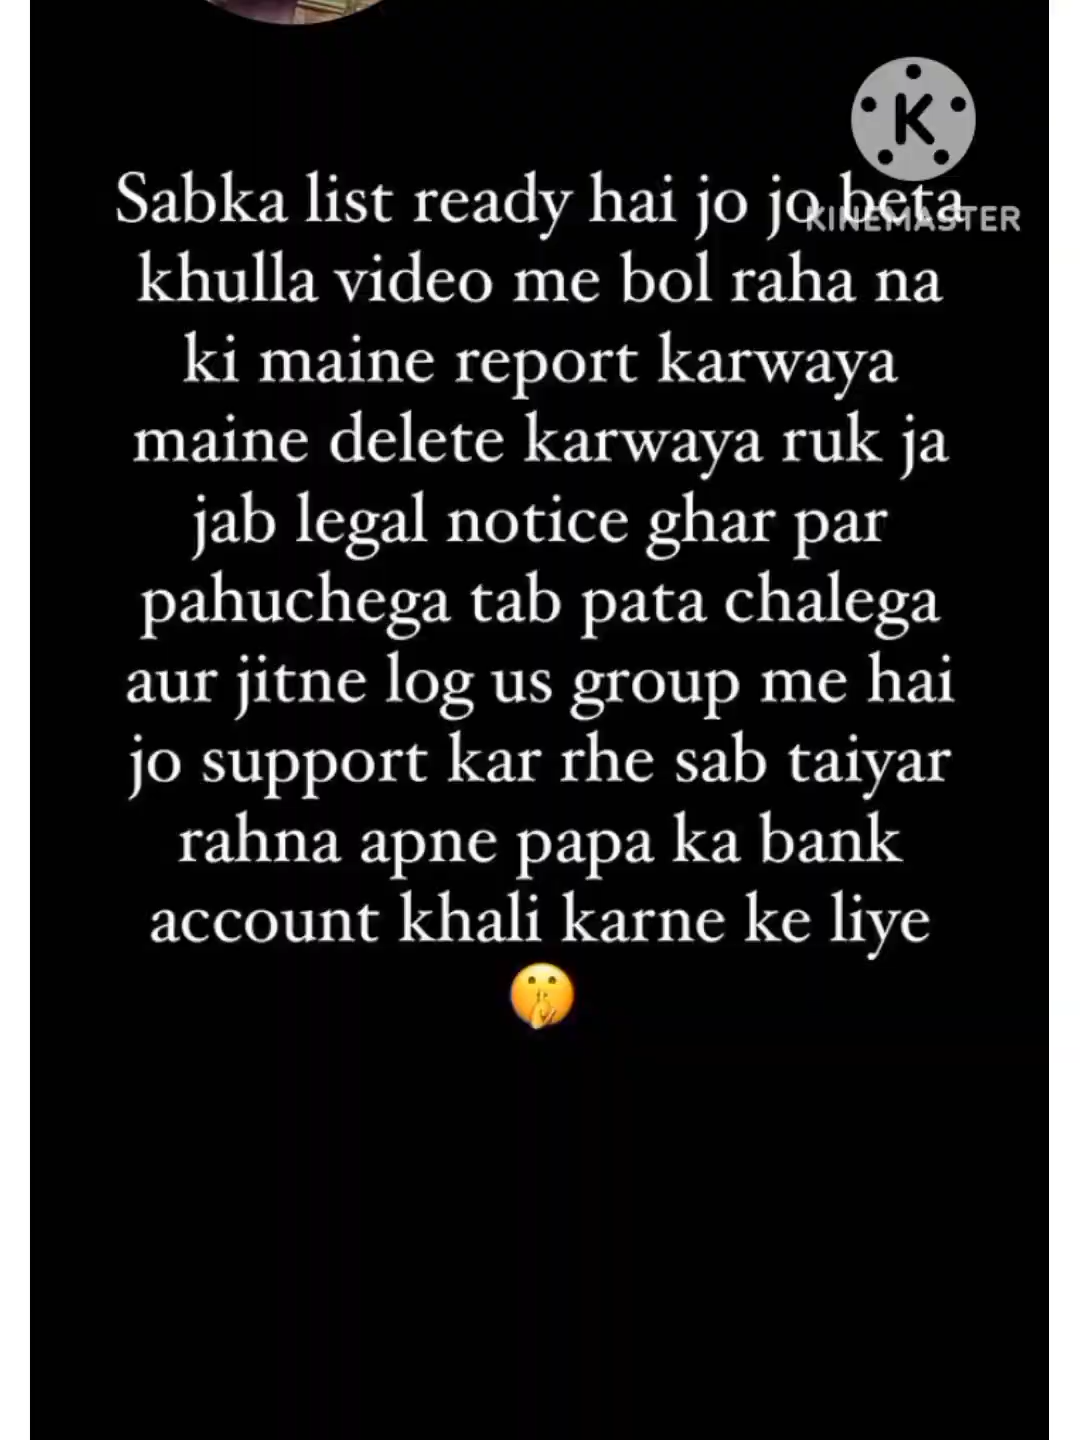 K
KINEMASTER
Sabka list ready hai jo jo beta
khulla video me bol raha na
ki maine report karwaya
maine delete karwaya ruk ja
jab legal notice ghar par
pahuchega tab pata chalega
aur jitne log us group me hai
jo support kar rhe sab taiyar
rahna apne papa ka bank
account khali karne ke liye
🤫